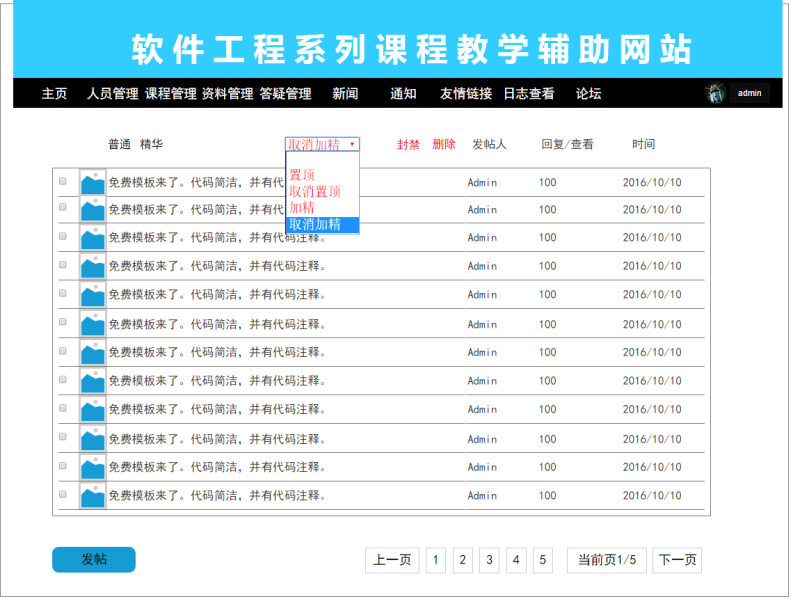 软件工程系列课程教学辅助网站
主页 人员管理 课程管理 资料管理 答疑管理 新闻 通知 友情链接 日志查看 论坛 admin
普通 精华 取消加精 封禁 删除 发帖人 回复/查看 时间
置顶
取消置顶
加精
取消加精
免费模板来了。代码简洁，并有代 Admin 100 2016/10/10
免费模板来了。代码简洁，并有代 Admin 100 2016/10/10
免费模板来了。代码简洁，并有代码注释。 Admin 100 2016/10/10
免费模板来了。代码简洁，并有代码注释。 Admin 100 2016/10/10
免费模板来了。代码简洁，并有代码注释。 Admin 100 2016/10/10
免费模板来了。代码简洁，并有代码注释。 Admin 100 2016/10/10
免费模板来了。代码简洁，并有代码注释。 Admin 100 2016/10/10
免费模板来了。代码简洁，并有代码注释。 Admin 100 2016/10/10
免费模板来了。代码简洁，并有代码注释。 Admin 100 2016/10/10
免费模板来了。代码简洁，并有代码注释。 Admin 100 2016/10/10
免费模板来了。代码简洁，并有代码注释。 Admin 100 2016/10/10
免费模板来了。代码简洁，并有代码注释。 Admin 100 2016/10/10
发帖 上一页 1 2 3 4 5 当前页1/5 下一页